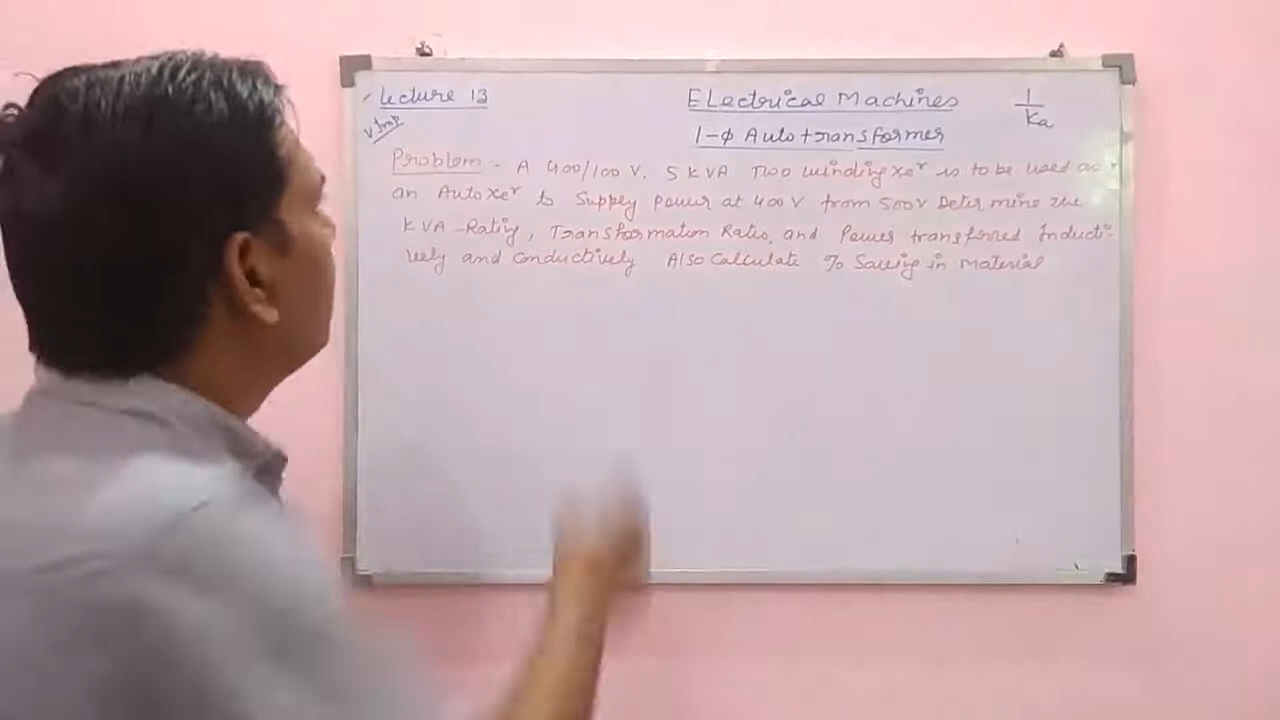 Lecture 13
Electrical Machines
1
Ka
V Imp
1-φ Autotransformer
Problem - A 400/100 V, 5 KVA Two winding xer is to be used as
an Auto xer to Supply power at 400 V from 500V Determine the
KVA -Rating, Transformation Ratio, and Power transferred Inducti-
vely and Conductively Also Calculate % Saving in material